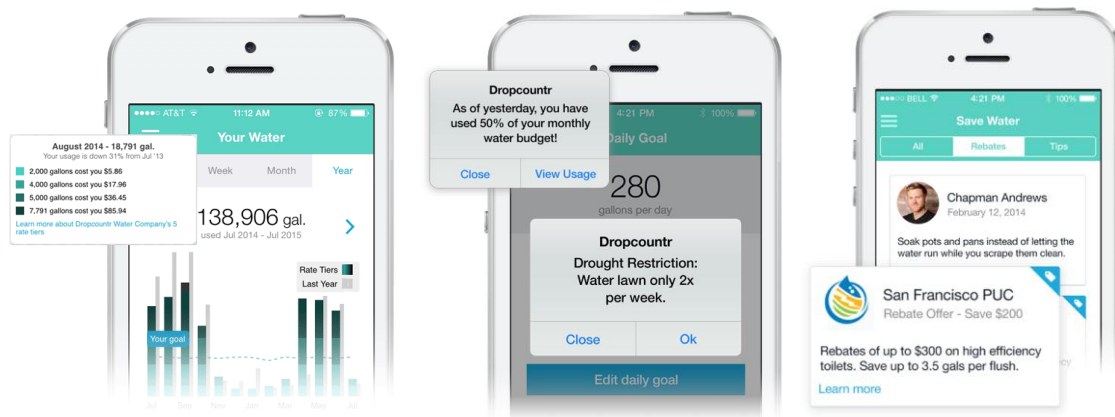 AT&T
11:12 AM
87%
Your Water
August 2014 - 18,791 gal.
Your usage is down 31% from Jul '13
2,000 gallons cost you $5.86
4,000 gallons cost you $17.96
5,000 gallons cost you $36.45
7,791 gallons cost you $85.94
Learn more about Dropcountr Water Company's 5
rate tiers
Week
Month
Year
138,906 gal.
used Jul 2014 - Jul 2015
Rate Tiers
Last Year
Your goal
Jul
Sep
Nov
Jan
Mar
May
Jul
Dropcountr
As of yesterday, you have
used 50% of your monthly
water budget!
Close
View Usage
4:21 PM
100%
Daily Goal
280
gallons per day
Dropcountr
Drought Restriction:
Water lawn only 2x
per week.
Close
Ok
Edit daily goal
BELL
4:21 PM
100%
Save Water
All
Rebates
Tips
Chapman Andrews
February 12, 2014
Soak pots and pans instead of letting the
water run while you scrape them clean.
San Francisco PUC
Rebate Offer - Save $200
Rebates of up to $300 on high efficiency
toilets. Save up to 3.5 gals per flush.
Learn more